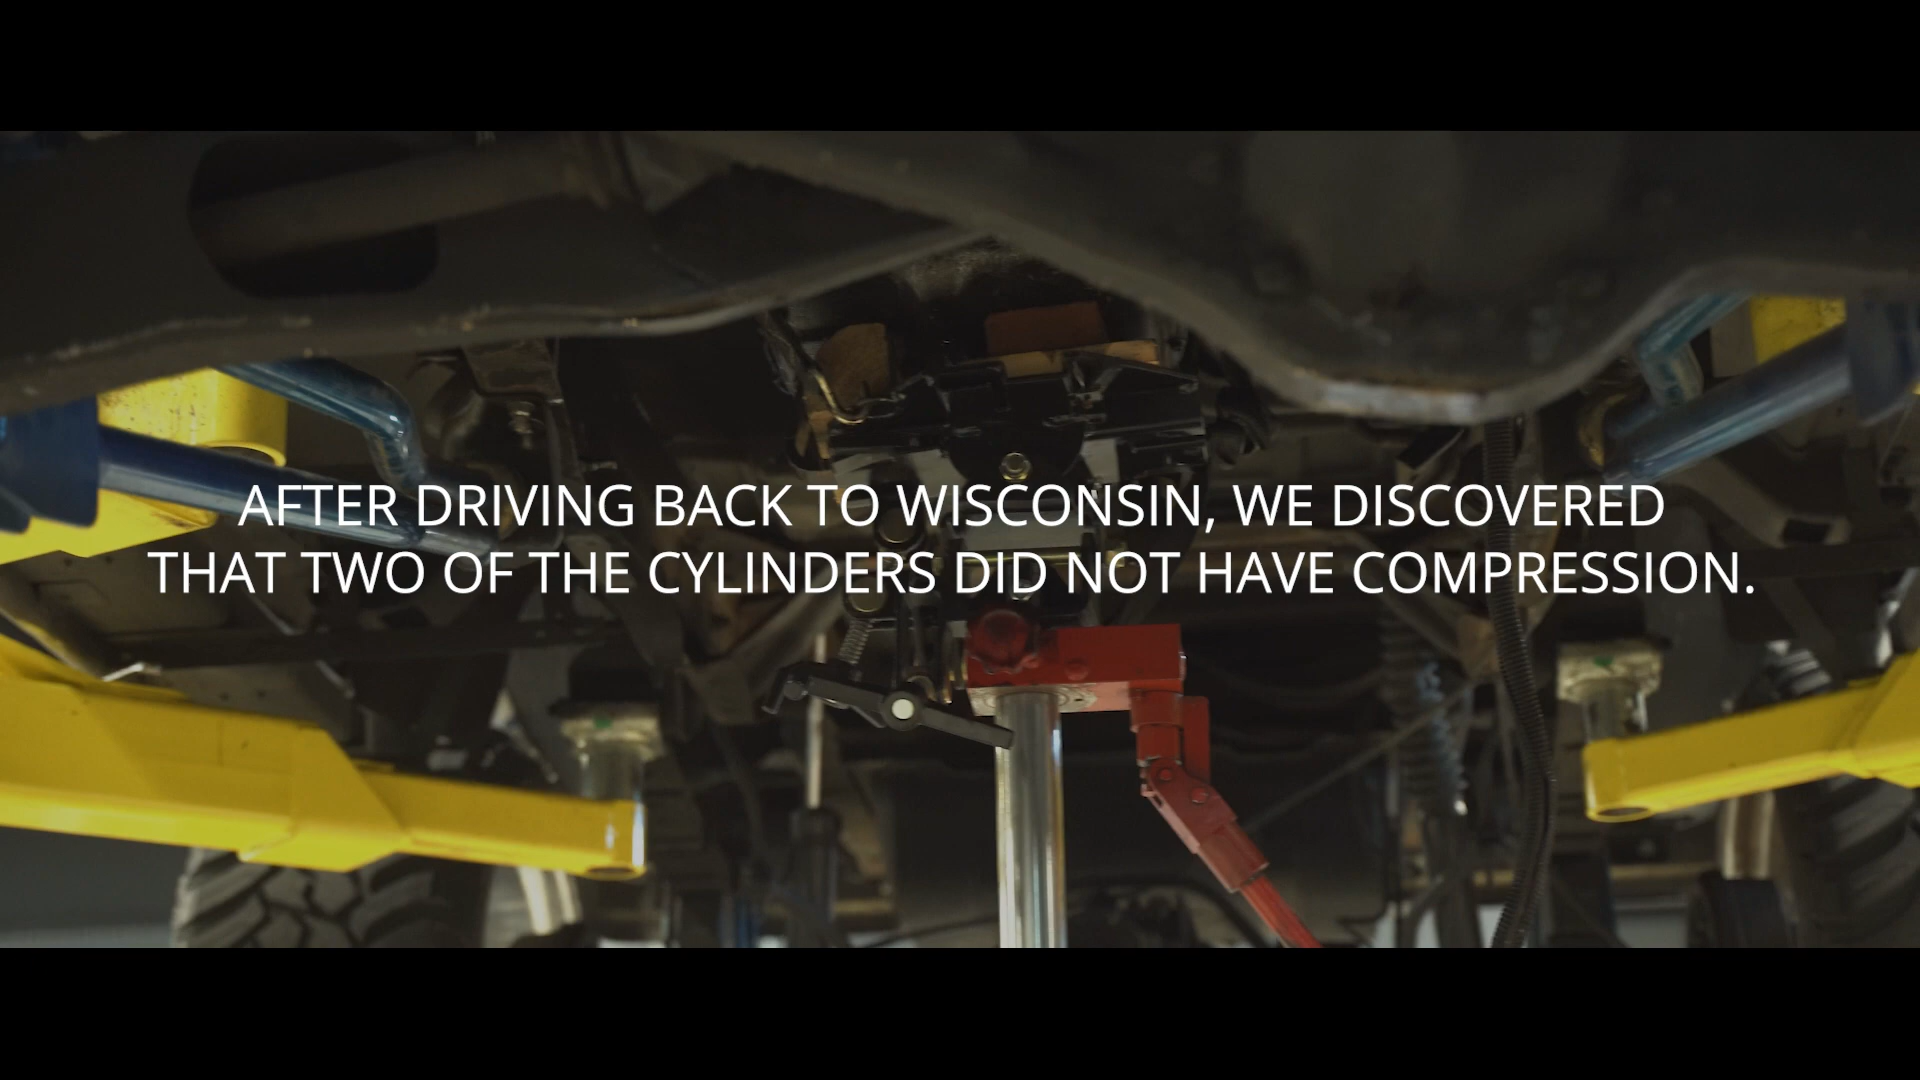 AFTER DRIVING BACK TO WISCONSIN, WE DISCOVERED
THAT TWO OF THE CYLINDERS DID NOT HAVE COMPRESSION.